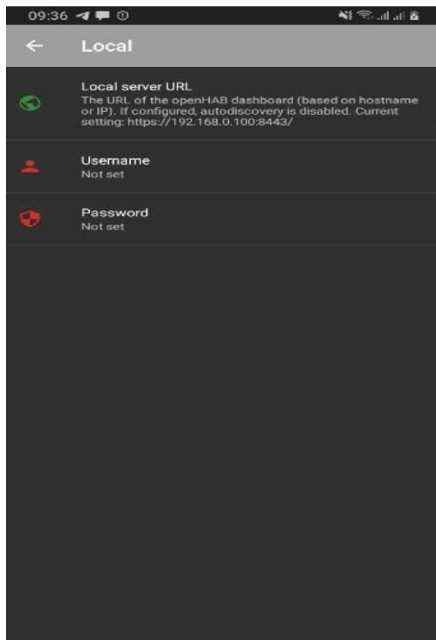 09:36
Local
Local server URL
The URL of the openHAB dashboard (based on hostname
or IP). If configured, autodiscovery is disabled. Current
setting: https://192.168.0.100:8443/
Username
Not set
Password
Not set